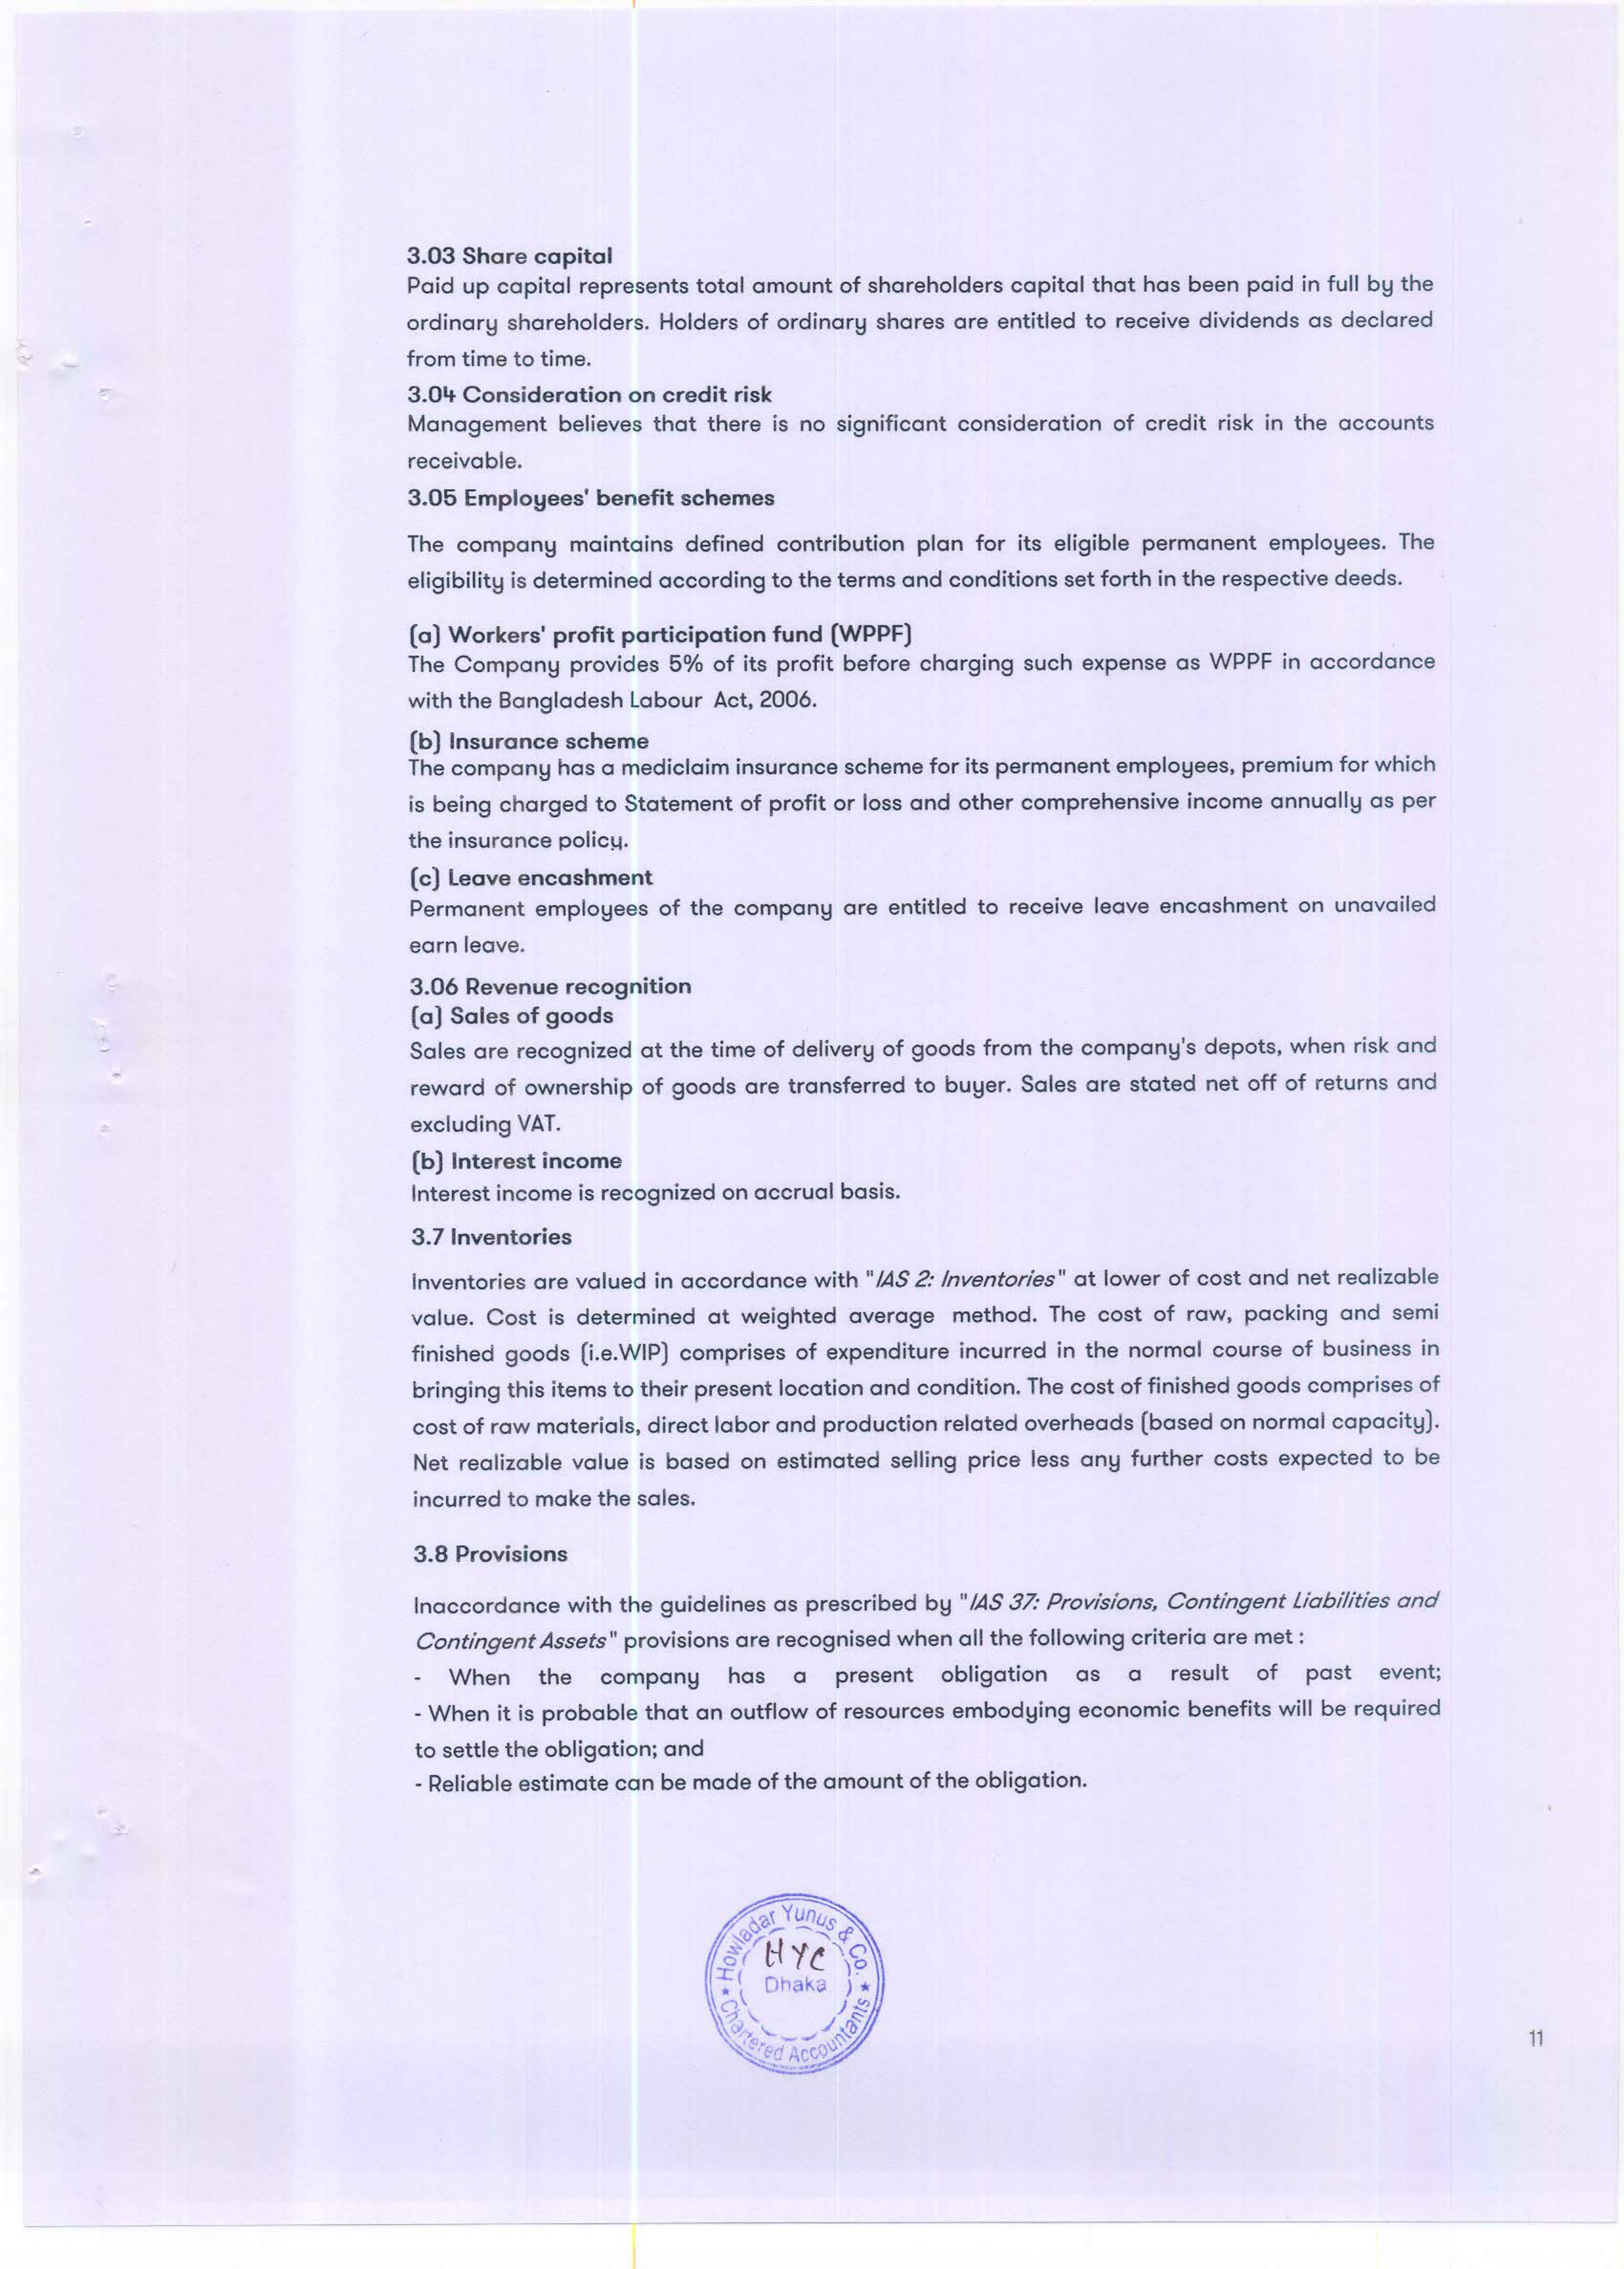 3.03 Share capital
Paid up capital represents total amount of shareholders capital that has been paid in full by the
ordinary shareholders. Holders of ordinary shares are entitled to receive dividends as declared
from time to time.
3.04 Consideration on credit risk
Management believes that there is no significant consideration of credit risk in the accounts
receivable.
3.05 Employees' benefit schemes
The company maintains defined contribution plan for its eligible permanent employees. The
eligibility is determined according to the terms and conditions set forth in the respective deeds.
(a) Workers' profit participation fund (WPPF)
The Company provides 5% of its profit before charging such expense as WPPF in accordance
with the Bangladesh Labour Act, 2006.
(b) Insurance scheme
The company has a mediclaim insurance scheme for its permanent employees, premium for which
is being charged to Statement of profit or loss and other comprehensive income annually as per
the insurance policy.
(c) Leave encashment
Permanent employees of the company are entitled to receive leave encashment on unavailed
earn leave.
3.06 Revenue recognition
(a) Sales of goods
Sales are recognized at the time of delivery of goods from the company's depots, when risk and
reward of ownership of goods are transferred to buyer. Sales are stated net off of returns and
excluding VAT.
(b) Interest income
Interest income is recognized on accrual basis.
3.7 Inventories
Inventories are valued in accordance with "IAS 2: Inventories" at lower of cost and net realizable
value. Cost is determined at weighted average method. The cost of raw, packing and semi
finished goods (i.e.WIP) comprises of expenditure incurred in the normal course of business in
bringing this items to their present location and condition. The cost of finished goods comprises of
cost of raw materials, direct labor and production related overheads (based on normal capacity).
Net realizable value is based on estimated selling price less any further costs expected to be
incurred to make the sales.
3.8 Provisions
Inaccordance with the guidelines as prescribed by "IAS 37: Provisions, Contingent Liabilities and
Contingent Assets" provisions are recognised when all the following criteria are met :
- When the company has a present obligation as a result of past event;
- When it is probable that an outflow of resources embodying economic benefits will be required
to settle the obligation; and
- Reliable estimate can be made of the amount of the obligation.
Howladar Yunus & Co.
HYC
Dhaka
Chartered Accountants
11